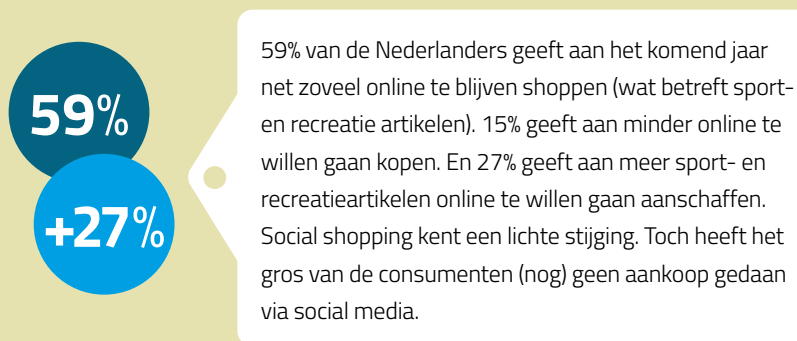 59%
+27%
59% van de Nederlanders geeft aan het komend jaar
net zoveel online te blijven shoppen (wat betreft sport-
en recreatie artikelen). 15% geeft aan minder online te
willen gaan kopen. En 27% geeft aan meer sport- en
recreatieartikelen online te willen gaan aanschaffen.
Social shopping kent een lichte stijging. Toch heeft het
gros van de consumenten (nog) geen aankoop gedaan
via social media.